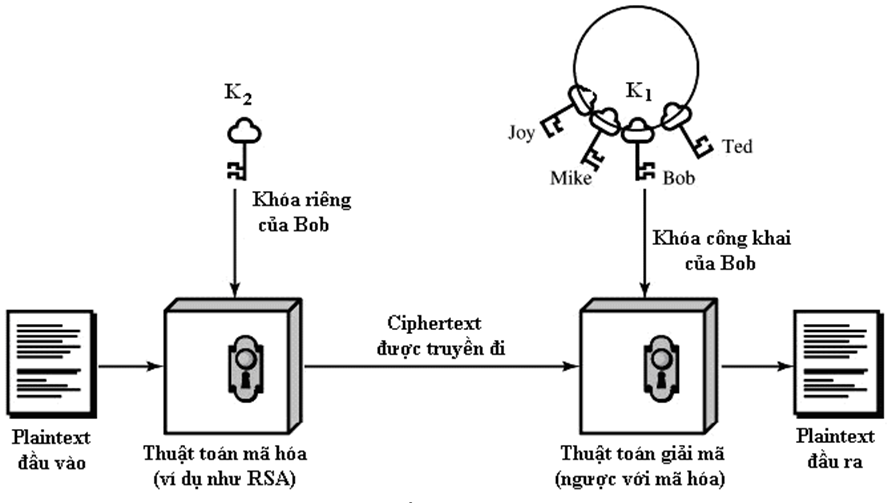 K2
K1
Joy
Mike
Bob
Ted
Khóa riêng
của Bob
Khóa công khai
của Bob
Ciphertext
được truyền đi
Plaintext
đầu vào
Thuật toán mã hóa
(ví dụ như RSA)
Thuật toán giải mã
(ngược với mã hóa)
Plaintext
đầu ra